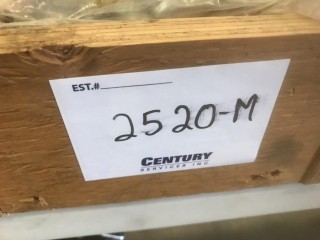 EST.#
2520-M
CENTURY
SERVICES INC